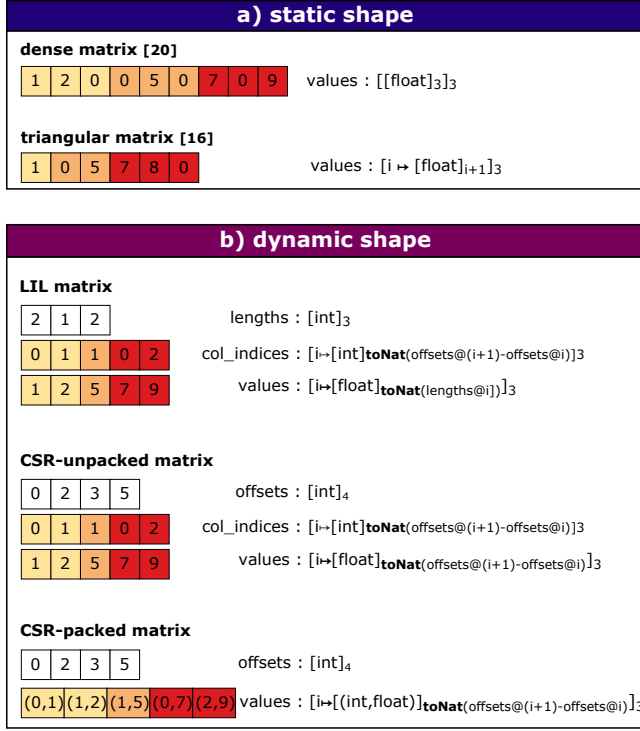 a) static shape
dense matrix [20]
1 2 0 0 5 0 7 0 9 values : [[float]₃]₃
triangular matrix [16]
1 0 5 7 8 0 values : [i ↦ [float]ᵢ₊₁]₃
b) dynamic shape
LIL matrix
2 1 2 lengths : [int]₃
0 1 1 0 2 col_indices : [i↦[int]toNat(offsets@(i+1)-offsets@i)]3
1 2 5 7 9 values : [i↦[float]toNat(lengths@i])]₃
CSR-unpacked matrix
0 2 3 5 offsets : [int]₄
0 1 1 0 2 col_indices : [i↦[int]toNat(offsets@(i+1)-offsets@i)]3
1 2 5 7 9 values : [i↦[float]toNat(offsets@(i+1)-offsets@i)]₃
CSR-packed matrix
0 2 3 5 offsets : [int]₄
(0,1) (1,2) (1,5) (0,7) (2,9) values : [i↦[(int,float)]toNat(offsets@(i+1)-offsets@i)]₃